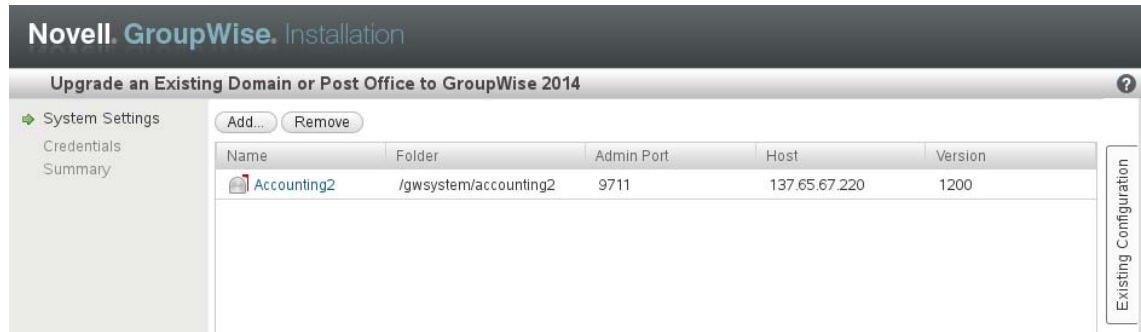 Novell. GroupWise. Installation
Upgrade an Existing Domain or Post Office to GroupWise 2014 ?
System Settings
Credentials
Summary
Add... Remove
Name Folder Admin Port Host Version
Accounting2 /gwsystem/accounting2 9711 137.65.67.220 1200
Existing Configuration